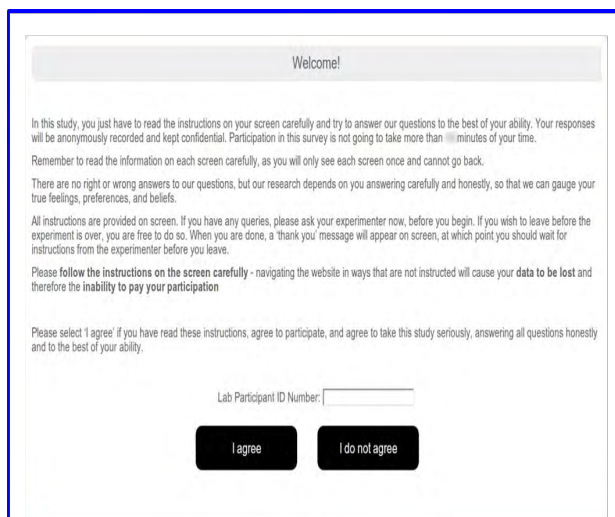 Welcome!
In this study, you just have to read the instructions on your screen carefully and try to answer our questions to the best of your ability. Your responses
will be anonymously recorded and kept confidential. Participation in this survey is not going to take more than minutes of your time.
Remember to read the information on each screen carefully, as you will only see each screen once and cannot go back.
There are no right or wrong answers to our questions, but our research depends on you answering carefully and honestly, so that we can gauge your
true feelings, preferences, and beliefs.
All instructions are provided on screen. If you have any queries, please ask your experimenter now, before you begin. If you wish to leave before the
experiment is over, you are free to do so. When you are done, a 'thank you' message will appear on screen, at which point you should wait for
instructions from the experimenter before you leave.
Please follow the instructions on the screen carefully - navigating the website in ways that are not instructed will cause your data to be lost and
therefore the inability to pay your participation
Please select 'I agree' if you have read these instructions, agree to participate, and agree to take this study seriously, answering all questions honestly
and to the best of your ability.
Lab Participant ID Number:
I agree
I do not agree